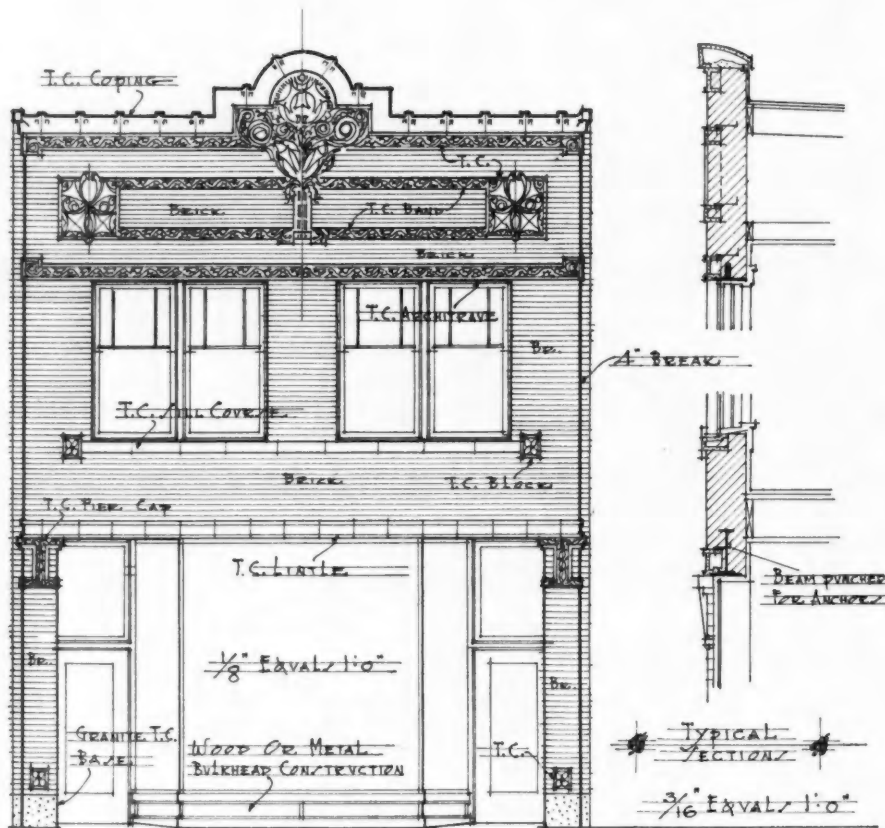 T.C. COPING
T.C.
BRICK
T.C. BAND
BRICK
T.C. ARCHITRAVE
BR.
4" BREAK
T.C. SILL COURSE
BRICK
T.C. BLOCK
T.C. PIER CAP
T.C. LINTLE
BEAM PUNCHED
FOR ANCHORS
1/8" EQUALS 1'-0"
BR.
BR.
GRANITE T.C.
BASE
WOOD OR METAL
BULKHEAD CONSTRUCTION
T.C.
TYPICAL
SECTIONS
3/16" EQUALS 1'-0"